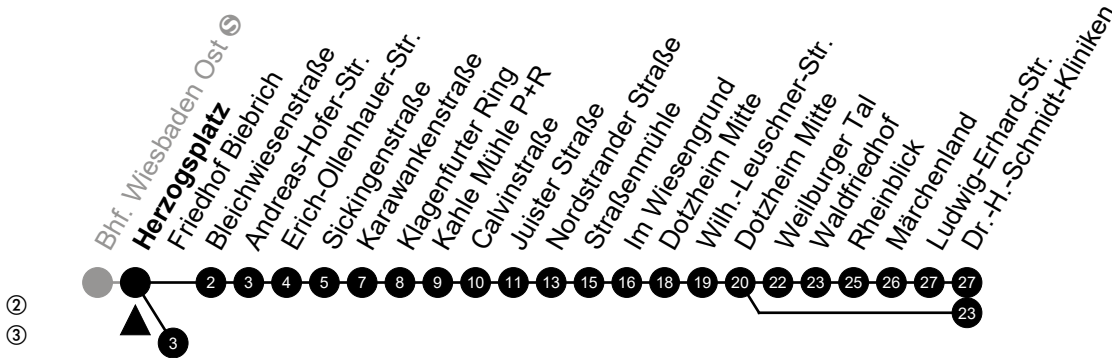 Bhf. Wiesbaden Ost Ⓢ
Herzogsplatz
Friedhof Biebrich
Bleichwiesenstraße
Andreas-Hofer-Str.
Erich-Ollenhauer-Str.
Sickingenstraße
Karawankenstraße
Klagenfurter Ring
Kahle Mühle P+R
Calvinstraße
Juister Straße
Nordstrander Straße
Straßenmühle
Im Wiesengrund
Dotzheim Mitte
Wilh.-Leuschner-Str.
Dotzheim Mitte
Weilburger Tal
Waldfriedhof
Rheinblick
Märchenland
Ludwig-Erhard-Str.
Dr.-H.-Schmidt-Kliniken
2 3 4 5 7 8 9 10 11 13 15 16 18 19 20 22 23 25 26 27 27
② 23
③ 3